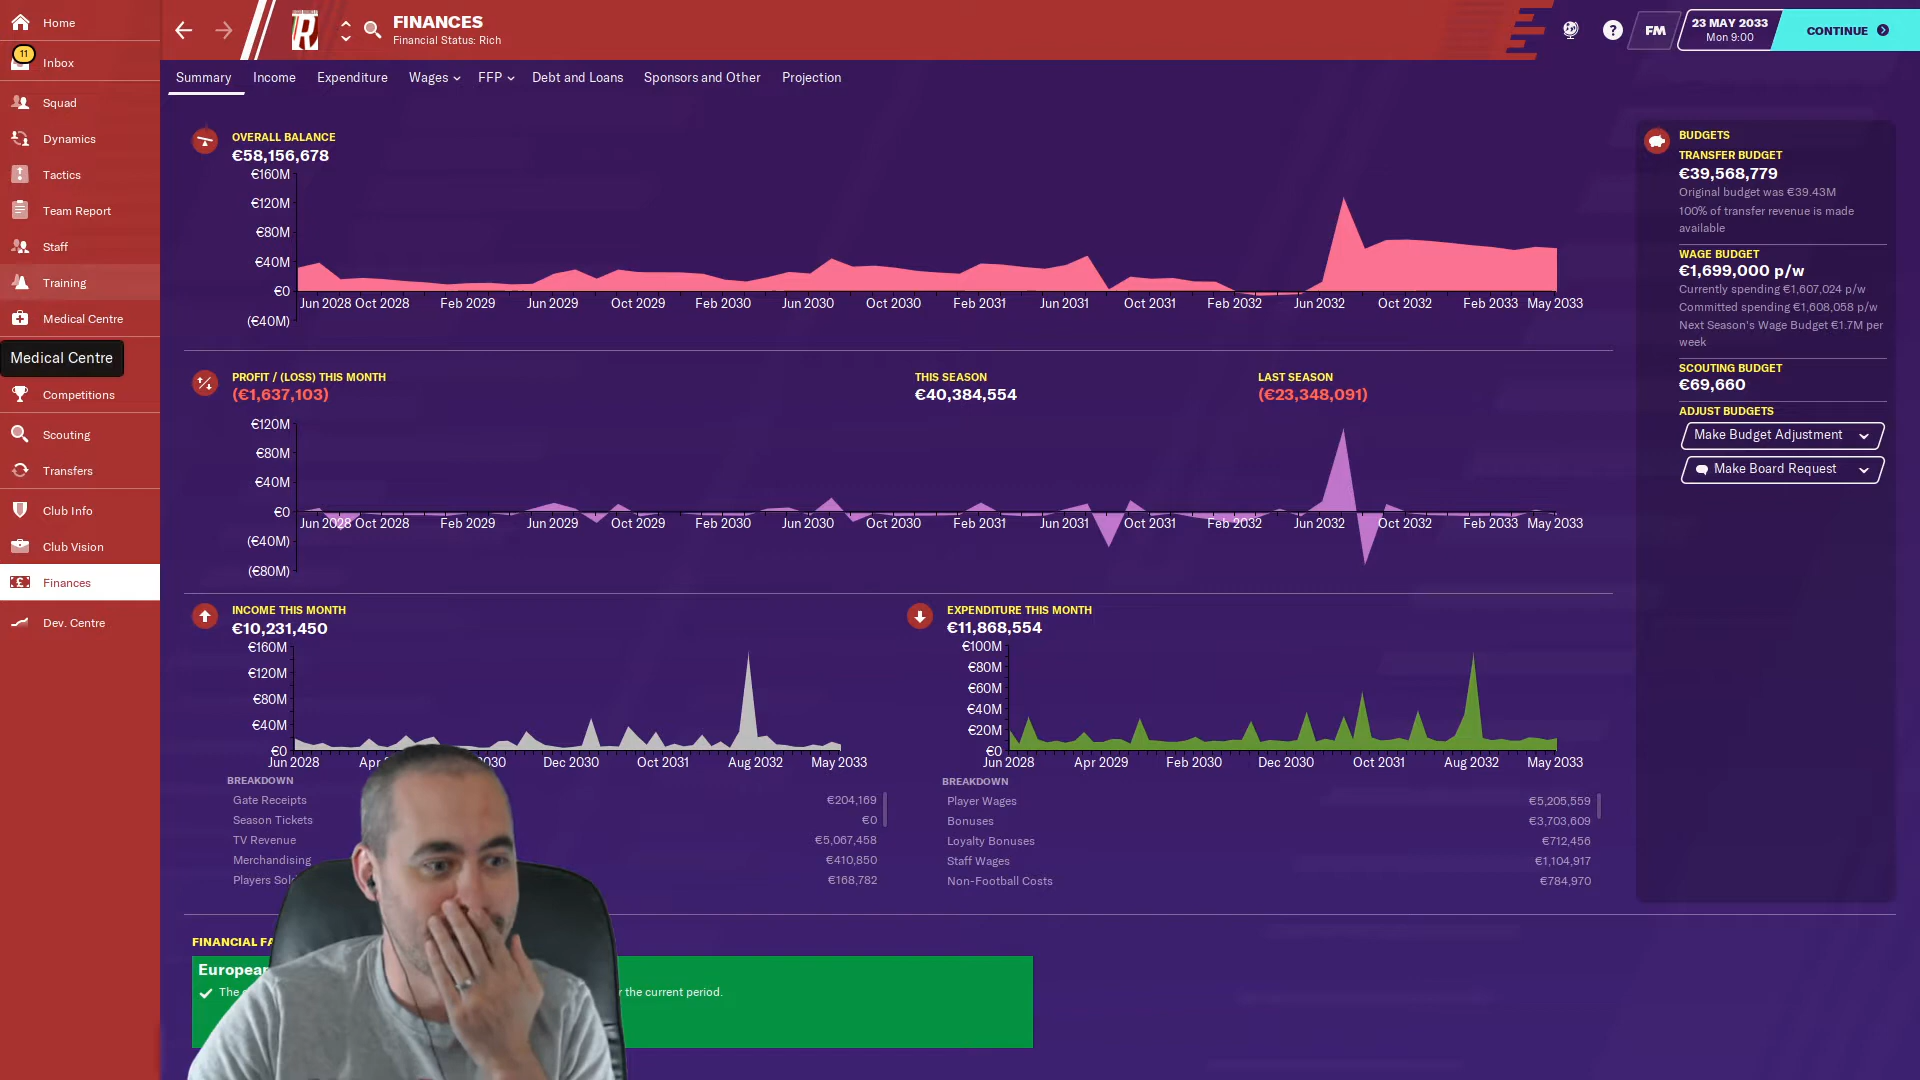 Home
11
Inbox
Squad
Dynamics
Tactics
Team Report
Staff
Training
Medical Centre
Medical Centre
Competitions
Scouting
Transfers
Club Info
Club Vision
Finances
Dev. Centre
R
FINANCES
Financial Status: Rich
?
FM
23 MAY 2033
Mon 9:00
CONTINUE
Summary Income Expenditure Wages FFP Debt and Loans Sponsors and Other Projection
OVERALL BALANCE
€58,156,678
€160M
€120M
€80M
€40M
€0
(€40M)
Jun 2028 Oct 2028 Feb 2029 Jun 2029 Oct 2029 Feb 2030 Jun 2030 Oct 2030 Feb 2031 Jun 2031 Oct 2031 Feb 2032 Jun 2032 Oct 2032 Feb 2033 May 2033
PROFIT / (LOSS) THIS MONTH
(€1,637,103)
THIS SEASON
€40,384,554
LAST SEASON
(€23,348,091)
€120M
€80M
€40M
€0
(€40M)
(€80M)
Jun 2028 Oct 2028 Feb 2029 Jun 2029 Oct 2029 Feb 2030 Jun 2030 Oct 2030 Feb 2031 Jun 2031 Oct 2031 Feb 2032 Jun 2032 Oct 2032 Feb 2033 May 2033
INCOME THIS MONTH
€10,231,450
€160M
€120M
€80M
€40M
€0
Jun 2028 Apr 2030 Dec 2030 Oct 2031 Aug 2032 May 2033
BREAKDOWN
Gate Receipts €204,169
Season Tickets €0
TV Revenue €5,067,458
Merchandising €410,850
Players €168,782
EXPENDITURE THIS MONTH
€11,868,554
€100M
€80M
€60M
€40M
€20M
€0
Jun 2028 Apr 2029 Feb 2030 Dec 2030 Oct 2031 Aug 2032 May 2033
BREAKDOWN
Player Wages €5,205,559
Bonuses €3,703,609
Loyalty Bonuses €712,456
Staff Wages €1,104,917
Non-Football Costs €784,970
FINANCIAL
European
The
the current period.
BUDGETS
TRANSFER BUDGET
€39,568,779
Original budget was €39.43M
100% of transfer revenue is made
available
WAGE BUDGET
€1,699,000 p/w
Currently spending €1,607,024 p/w
Committed spending €1,608,058 p/w
Next Season's Wage Budget €1.7M per
week
SCOUTING BUDGET
€69,660
ADJUST BUDGETS
Make Budget Adjustment
Make Board Request